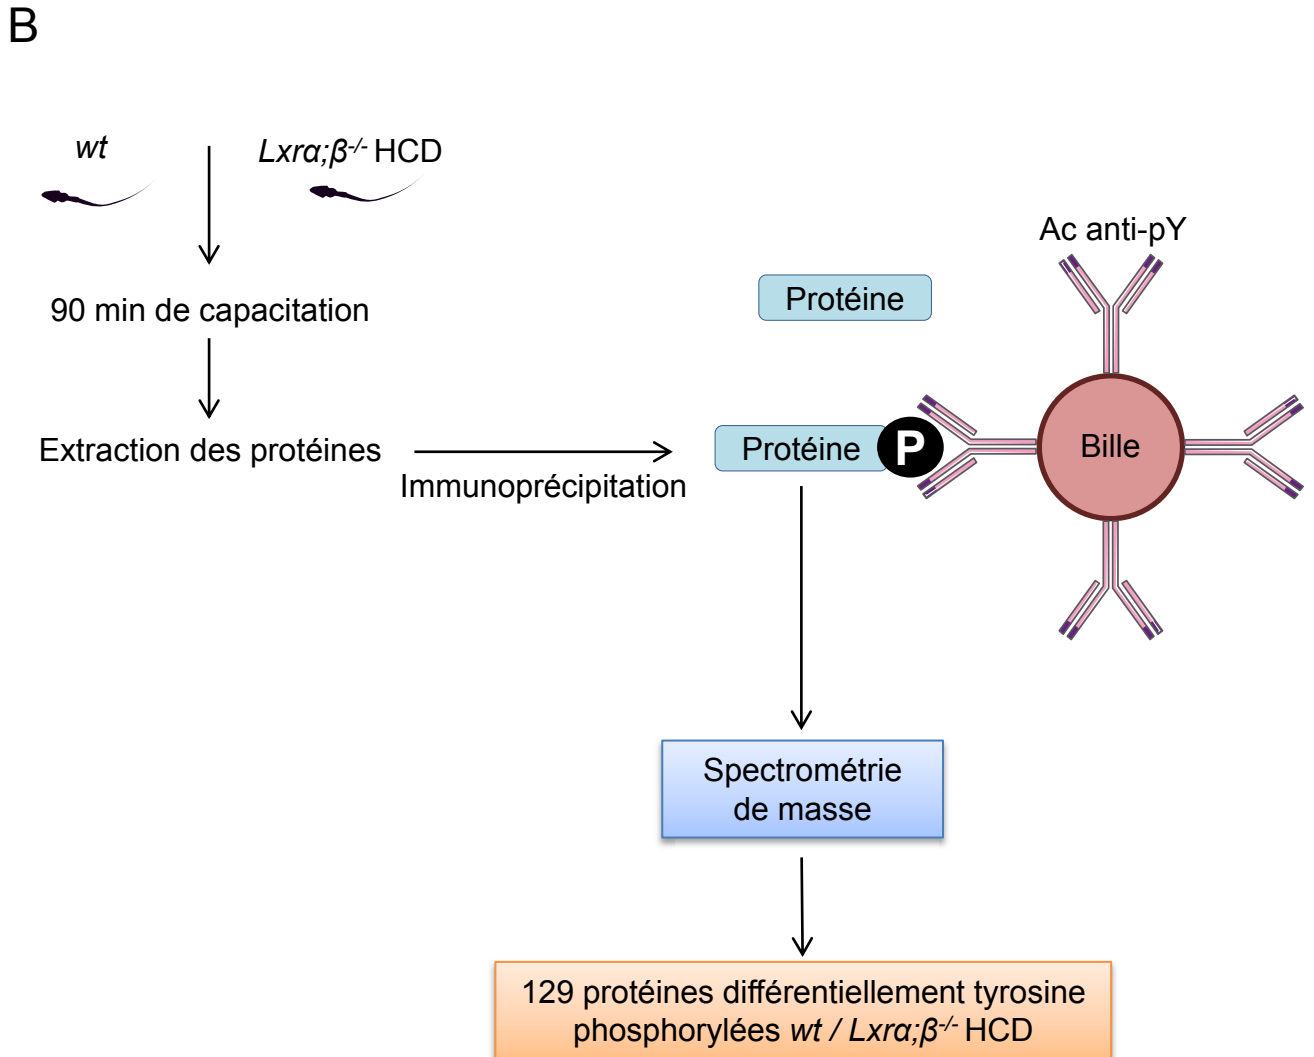 B
wt
Lxrα;β-/- HCD
Ac anti-pY
90 min de capacitation
Protéine
Extraction des protéines
Immunoprécipitation
Protéine
P
Bille
Spectrométrie
de masse
129 protéines différentiellement tyrosine
phosphorylées wt / Lxrα;β-/- HCD